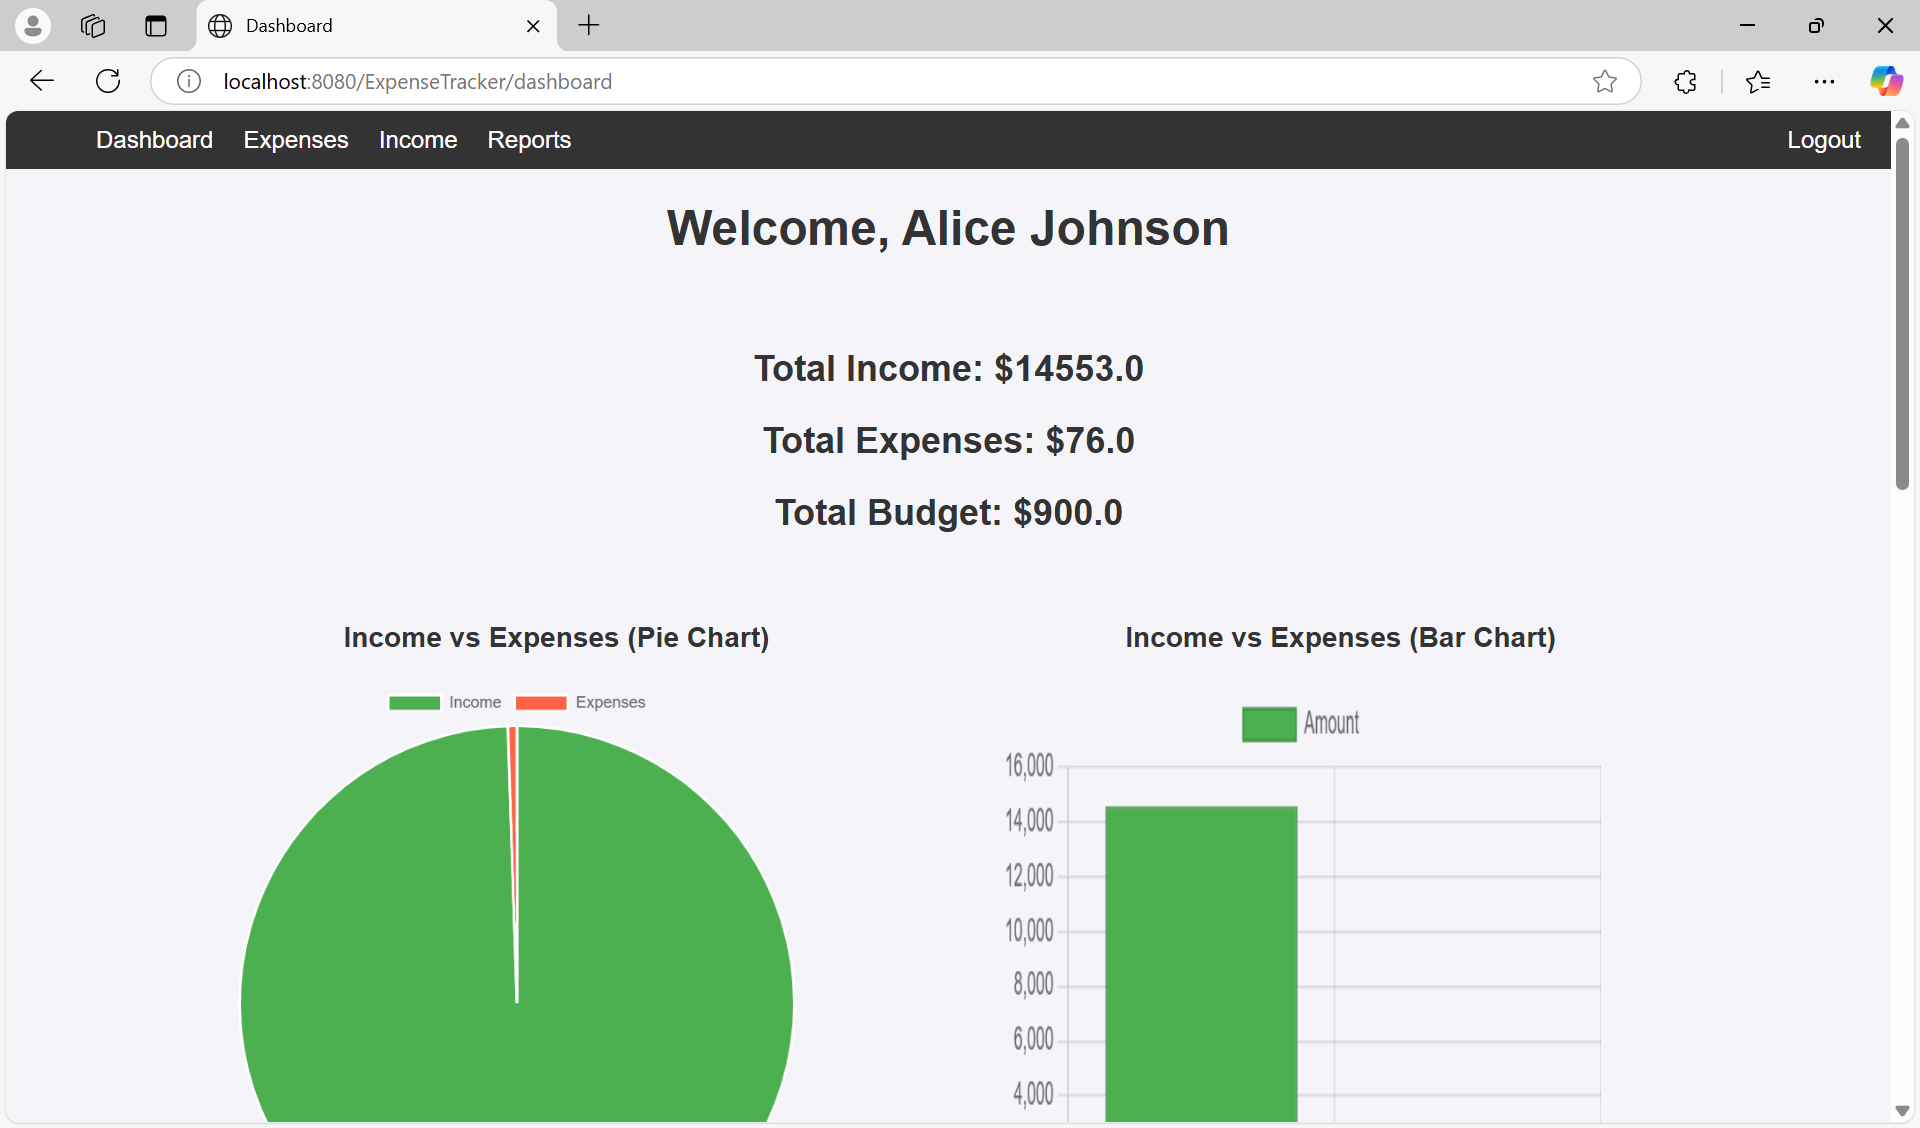 Dashboard
localhost:8080/ExpenseTracker/dashboard
Dashboard Expenses Income Reports Logout
Welcome, Alice Johnson
Total Income: $14553.0
Total Expenses: $76.0
Total Budget: $900.0
Income vs Expenses (Pie Chart)
Income Expenses
Income vs Expenses (Bar Chart)
Amount
16,000
14,000
12,000
10,000
8,000
6,000
4,000